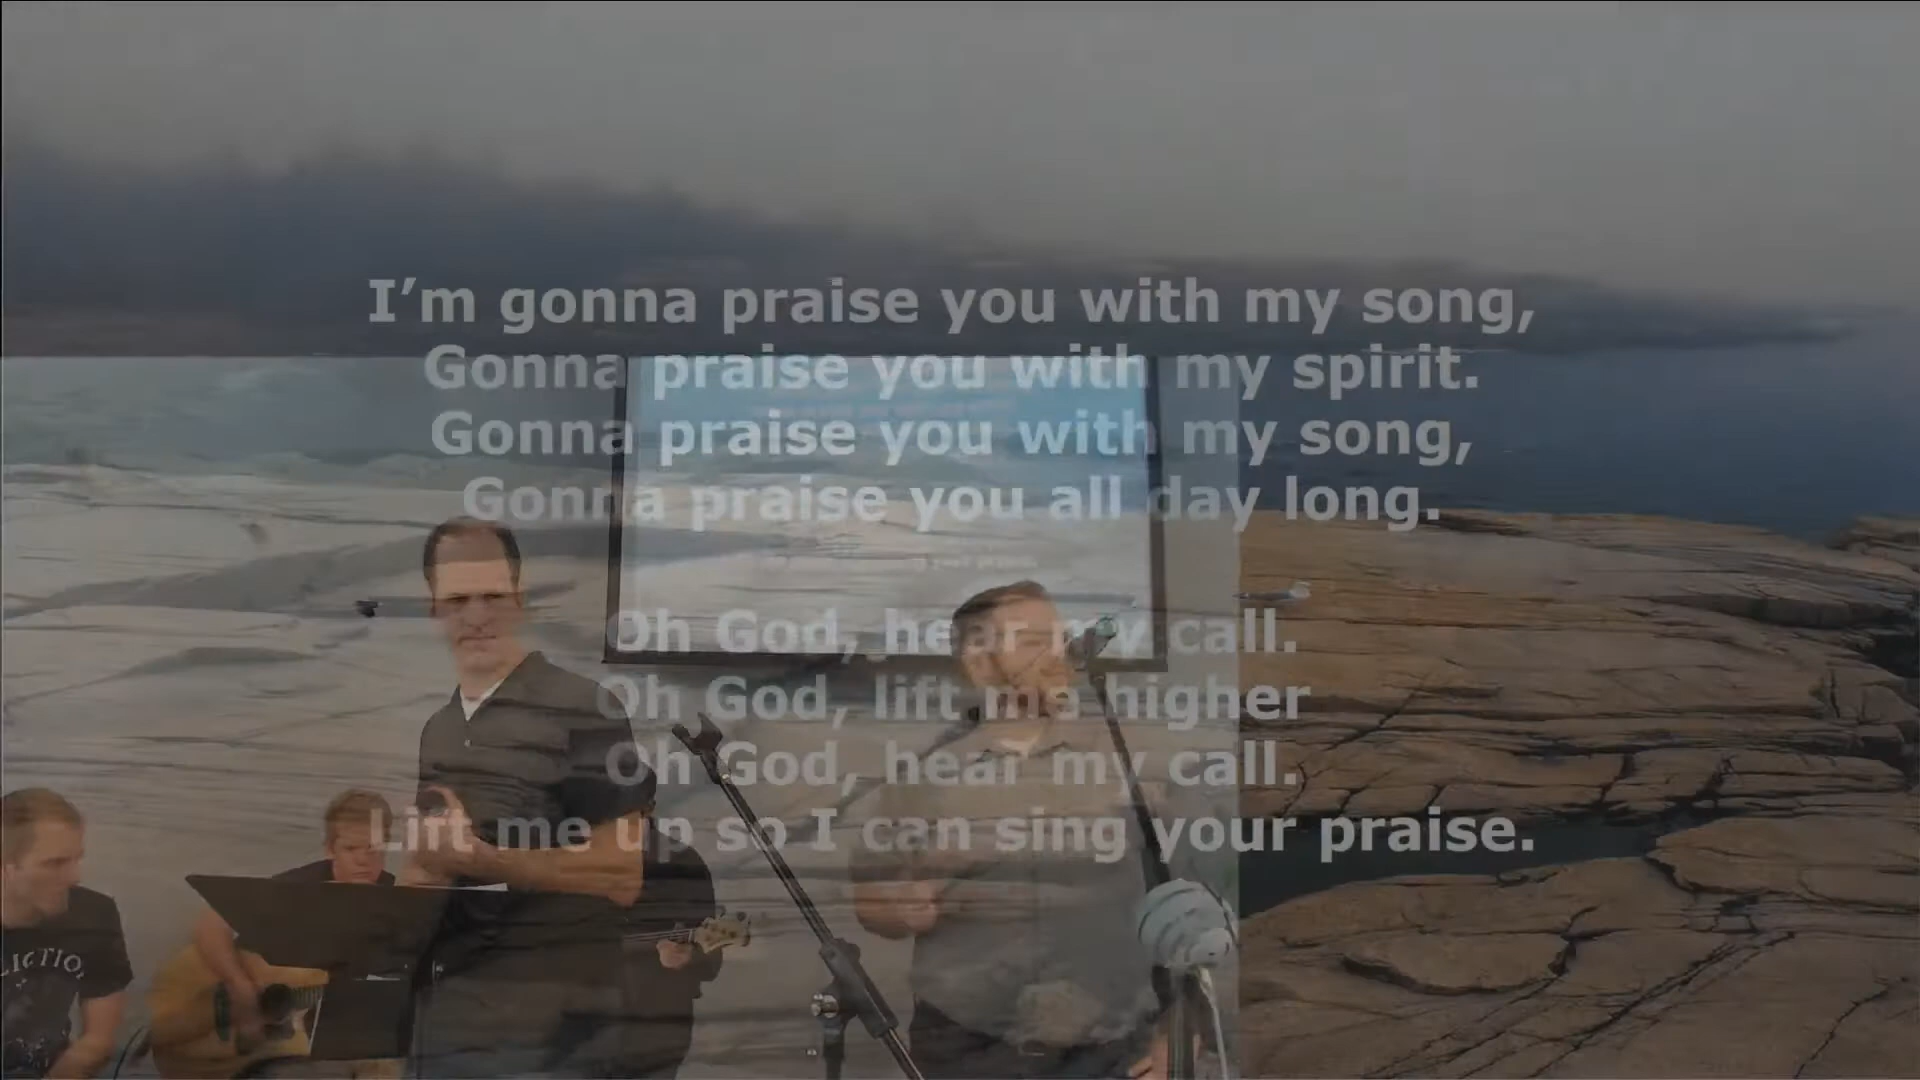 I’m gonna praise you with my song,
Gonna praise you with my spirit.
Gonna praise you with my song,
Gonna praise you all day long.
Oh God, hear my call.
Oh God, lift me higher
Oh God, hear my call.
Lift me up so I can sing your praise.